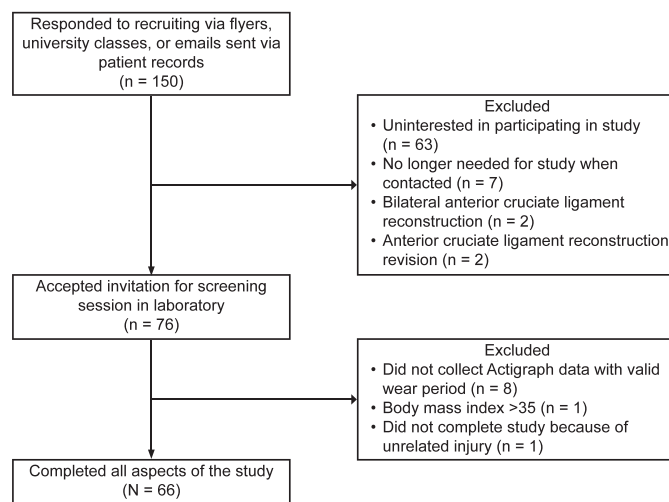 Responded to recruiting via flyers,
university classes, or emails sent via
patient records
(n = 150)
Excluded
• Uninterested in participating in study
(n = 63)
• No longer needed for study when
contacted (n = 7)
• Bilateral anterior cruciate ligament
reconstruction (n = 2)
• Anterior cruciate ligament reconstruction
revision (n = 2)
Accepted invitation for screening
session in laboratory
(n = 76)
Excluded
• Did not collect Actigraph data with valid
wear period (n = 8)
• Body mass index >35 (n = 1)
• Did not complete study because of
unrelated injury (n = 1)
Completed all aspects of the study
(N = 66)